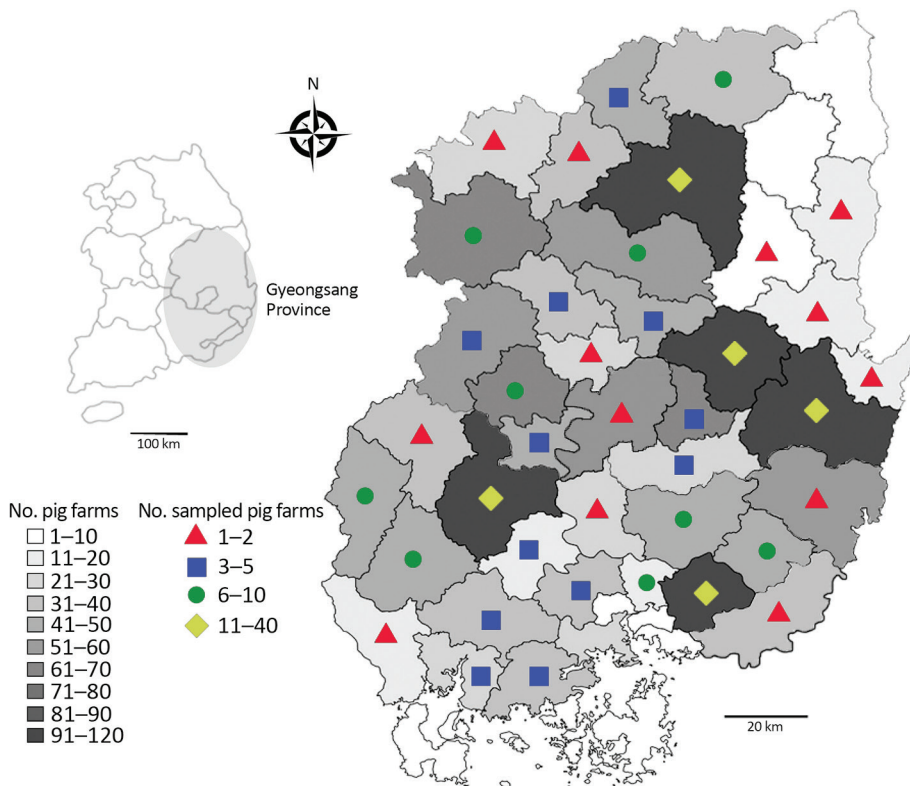 N
Gyeongsang
Province
100 km
No. pig farms
1–10
11–20
21–30
31–40
41–50
51–60
61–70
71–80
81–90
91–120
No. sampled pig farms
1–2
3–5
6–10
11–40
20 km